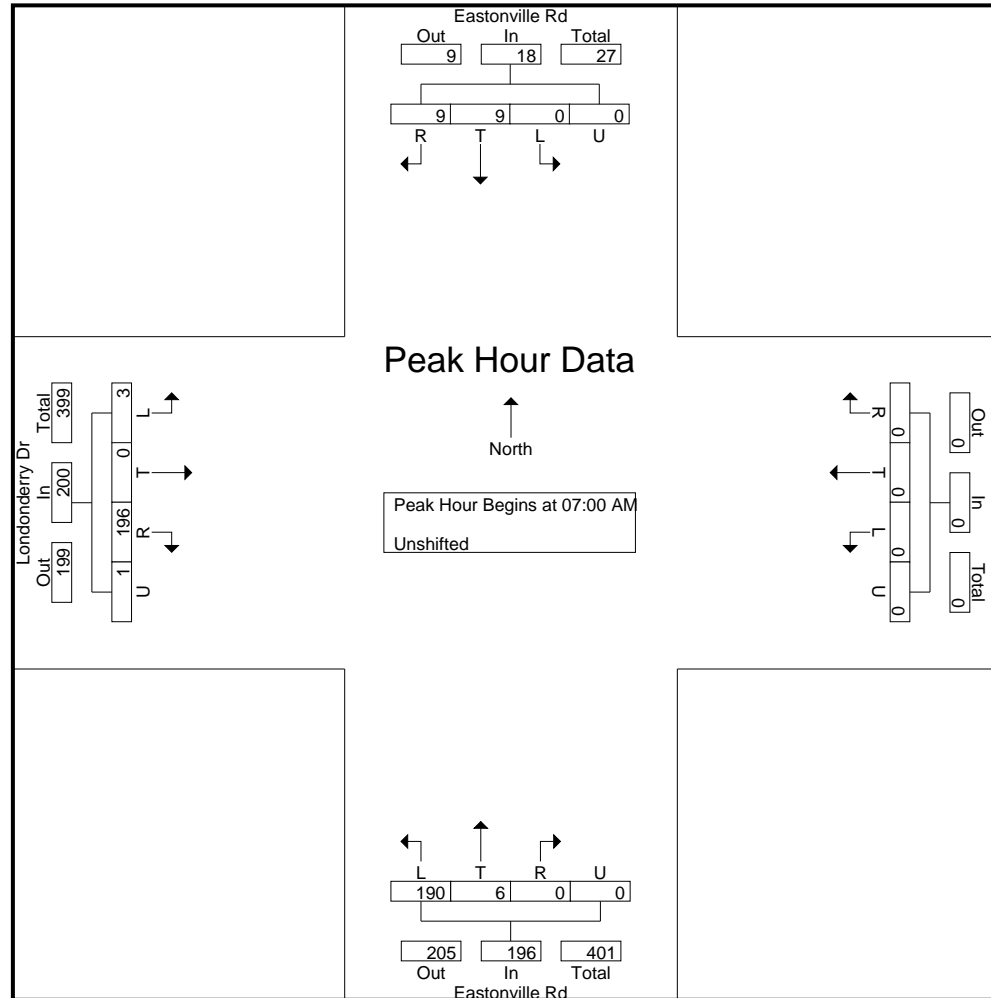 Eastonville Rd
Out In Total
9 18 27
9 9 0 0
R T L U
Peak Hour Data
North
Peak Hour Begins at 07:00 AM
Unshifted
Londonderry Dr
Total In Out
399 200 199
3 0 196 1
L T R U
R T L U
0 0 0 0
Out In Total
0 0 0
L T R U
190 6 0 0
205 196 401
Out In Total
Eastonville Rd